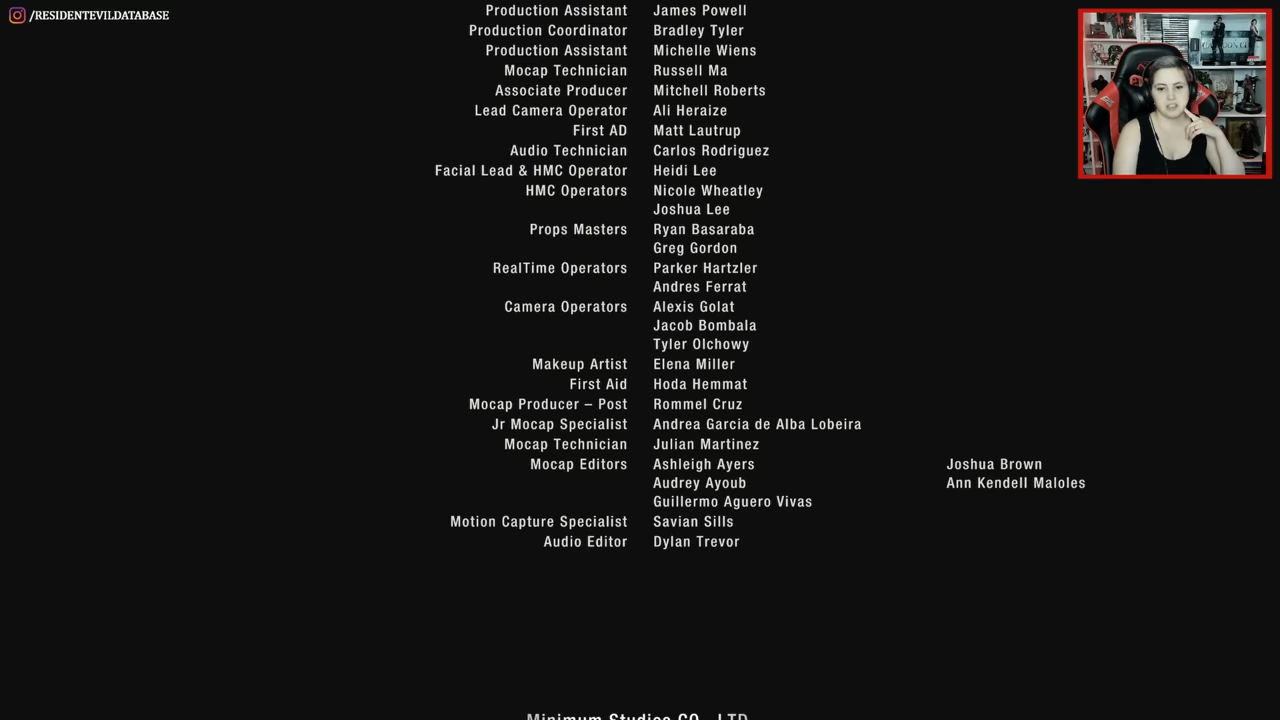 /RESIDENTEVILDATABASE
Production Assistant James Powell
Production Coordinator Bradley Tyler
Production Assistant Michelle Wiens
Mocap Technician Russell Ma
Associate Producer Mitchell Roberts
Lead Camera Operator Ali Heraize
First AD Matt Lautrup
Audio Technician Carlos Rodriguez
Facial Lead & HMC Operator Heidi Lee
HMC Operators Nicole Wheatley
Joshua Lee
Props Masters Ryan Basaraba
Greg Gordon
RealTime Operators Parker Hartzler
Andres Ferrat
Camera Operators Alexis Golat
Jacob Bombala
Tyler Olchowy
Makeup Artist Elena Miller
First Aid Hoda Hemmat
Mocap Producer – Post Rommel Cruz
Jr Mocap Specialist Andrea Garcia de Alba Lobeira
Mocap Technician Julian Martinez
Mocap Editors Ashleigh Ayers Joshua Brown
Audrey Ayoub Ann Kendell Maloles
Guillermo Aguero Vivas
Motion Capture Specialist Savian Sills
Audio Editor Dylan Trevor
Minimum Studios CO., LTD